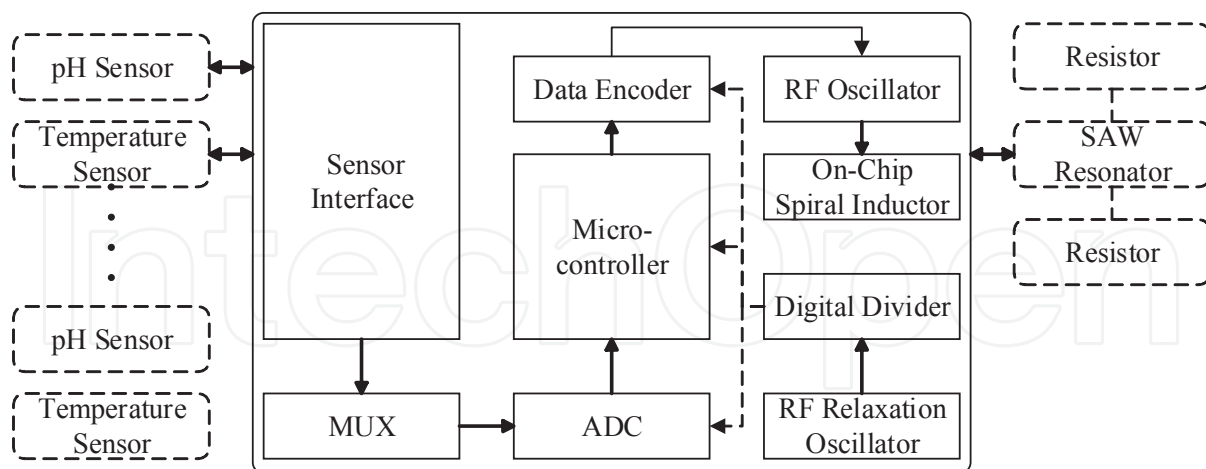 pH Sensor
Temperature
Sensor
pH Sensor
Temperature
Sensor
Sensor
Interface
MUX
Data Encoder
Micro-
controller
ADC
RF Oscillator
On-Chip
Spiral Inductor
Digital Divider
RF Relaxation
Oscillator
Resistor
SAW
Resonator
Resistor
IntechOpen